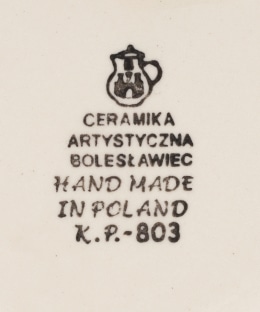 CERAMIKA
ARTYSTYCZNA
BOLESŁAWIEC
HAND MADE
IN POLAND
K.P.-803